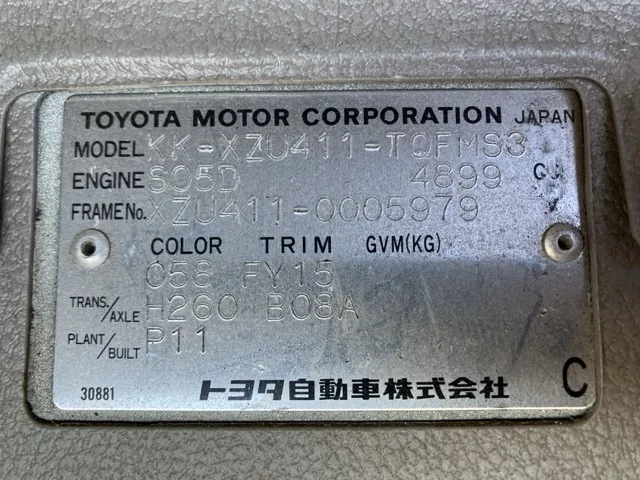 TOYOTA MOTOR CORPORATION JAPAN
MODEL KK-XZU411-TQFMS3
ENGINE S05D 4899
FRAME No. XZU411-0005979
COLOR TRIM GVM(KG)
058 FY15
TRANS./AXLE H260 B08A
PLANT/BUILT P11
30881 トヨタ自動車株式会社 C